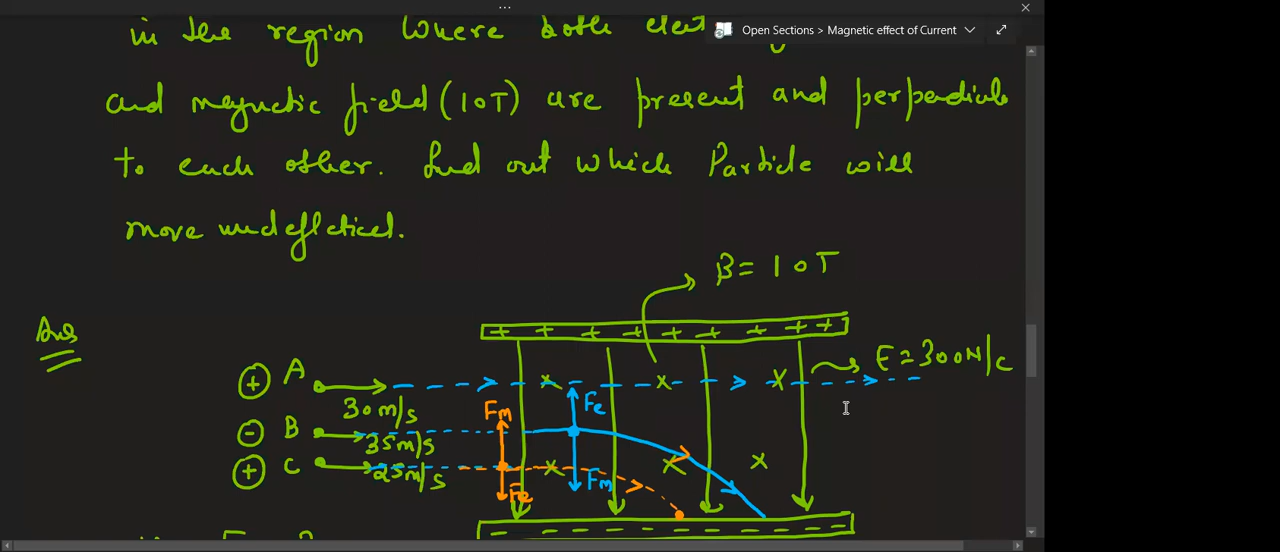 ...
Open Sections > Magnetic effect of Current
in the region where both elect
and magnetic field (10T) are present and perpendicula
to each other. find out which Particle will
more undeflected.
B = 10T
Ans
+ + + + + + + +
E = 300N/C
+ A
30 m/s
Fe
Fm
- B
35 m/s
+ C
25 m/s
Fm
Fe
- - - - - - - - -